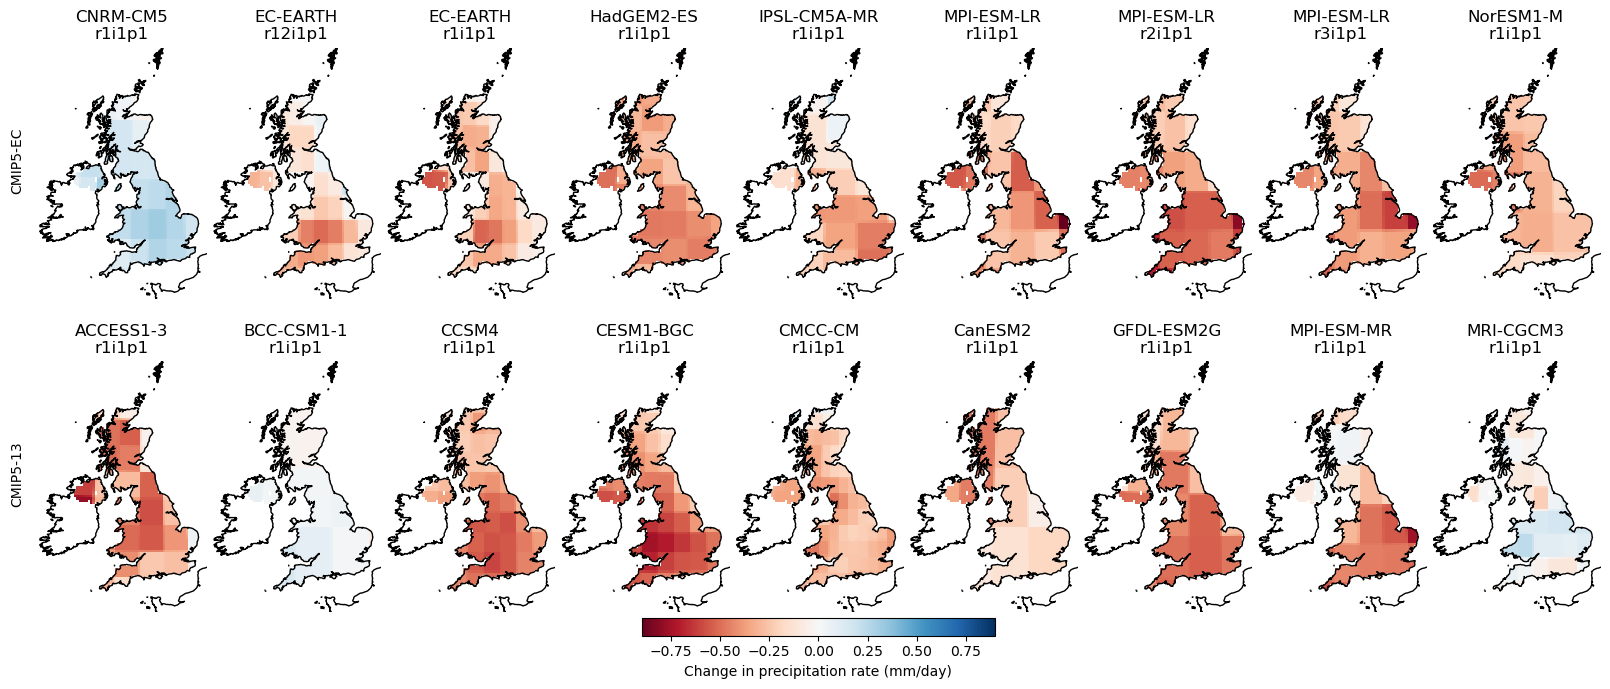 CNRM-CM5 EC-EARTH EC-EARTH HadGEM2-ES IPSL-CM5A-MR MPI-ESM-LR MPI-ESM-LR MPI-ESM-LR NorESM1-M
r1i1p1 r12i1p1 r1i1p1 r1i1p1 r1i1p1 r1i1p1 r2i1p1 r3i1p1 r1i1p1
CMIP5-EC
ACCESS1-3 BCC-CSM1-1 CCSM4 CESM1-BGC CMCC-CM CanESM2 GFDL-ESM2G MPI-ESM-MR MRI-CGCM3
r1i1p1 r1i1p1 r1i1p1 r1i1p1 r1i1p1 r1i1p1 r1i1p1 r1i1p1 r1i1p1
CMIP5-13
−0.75 −0.50 −0.25 0.00 0.25 0.50 0.75
Change in precipitation rate (mm/day)